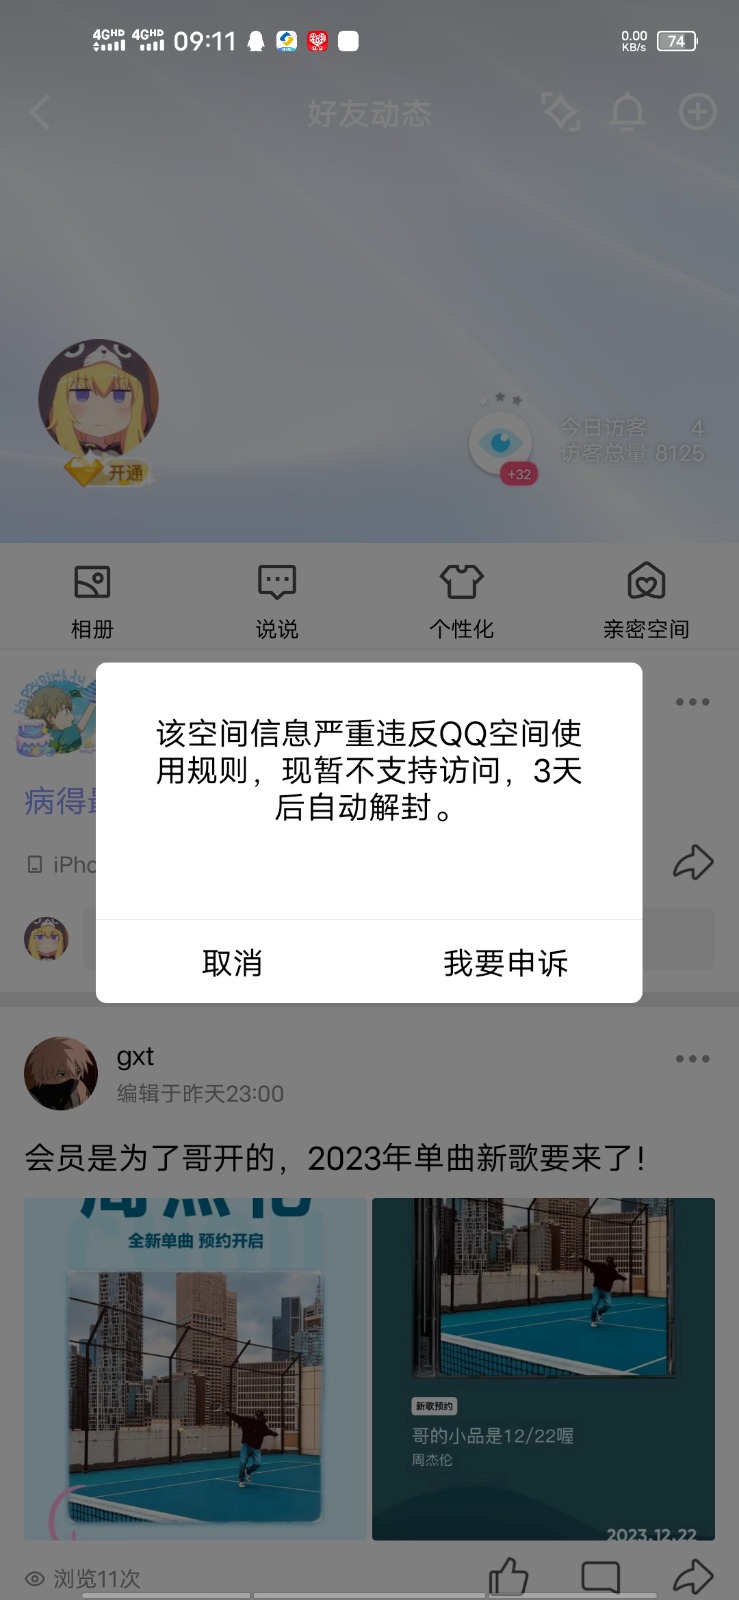 4GHD 4GHD 09:11
0.00
KB/s
74
好友动态
开通
+32
今日访客 4
访客总量 8125
相册 说说 个性化 亲密空间
该空间信息严重违反QQ空间使
用规则，现暂不支持访问，3天
后自动解封。
取消 我要申诉
病得
gxt
编辑于昨天23:00
会员是为了哥开的，2023年单曲新歌要来了！
全新单曲 预约开启
新歌预约
哥的小品是12/22喔
周杰伦
2023.12.22
浏览11次